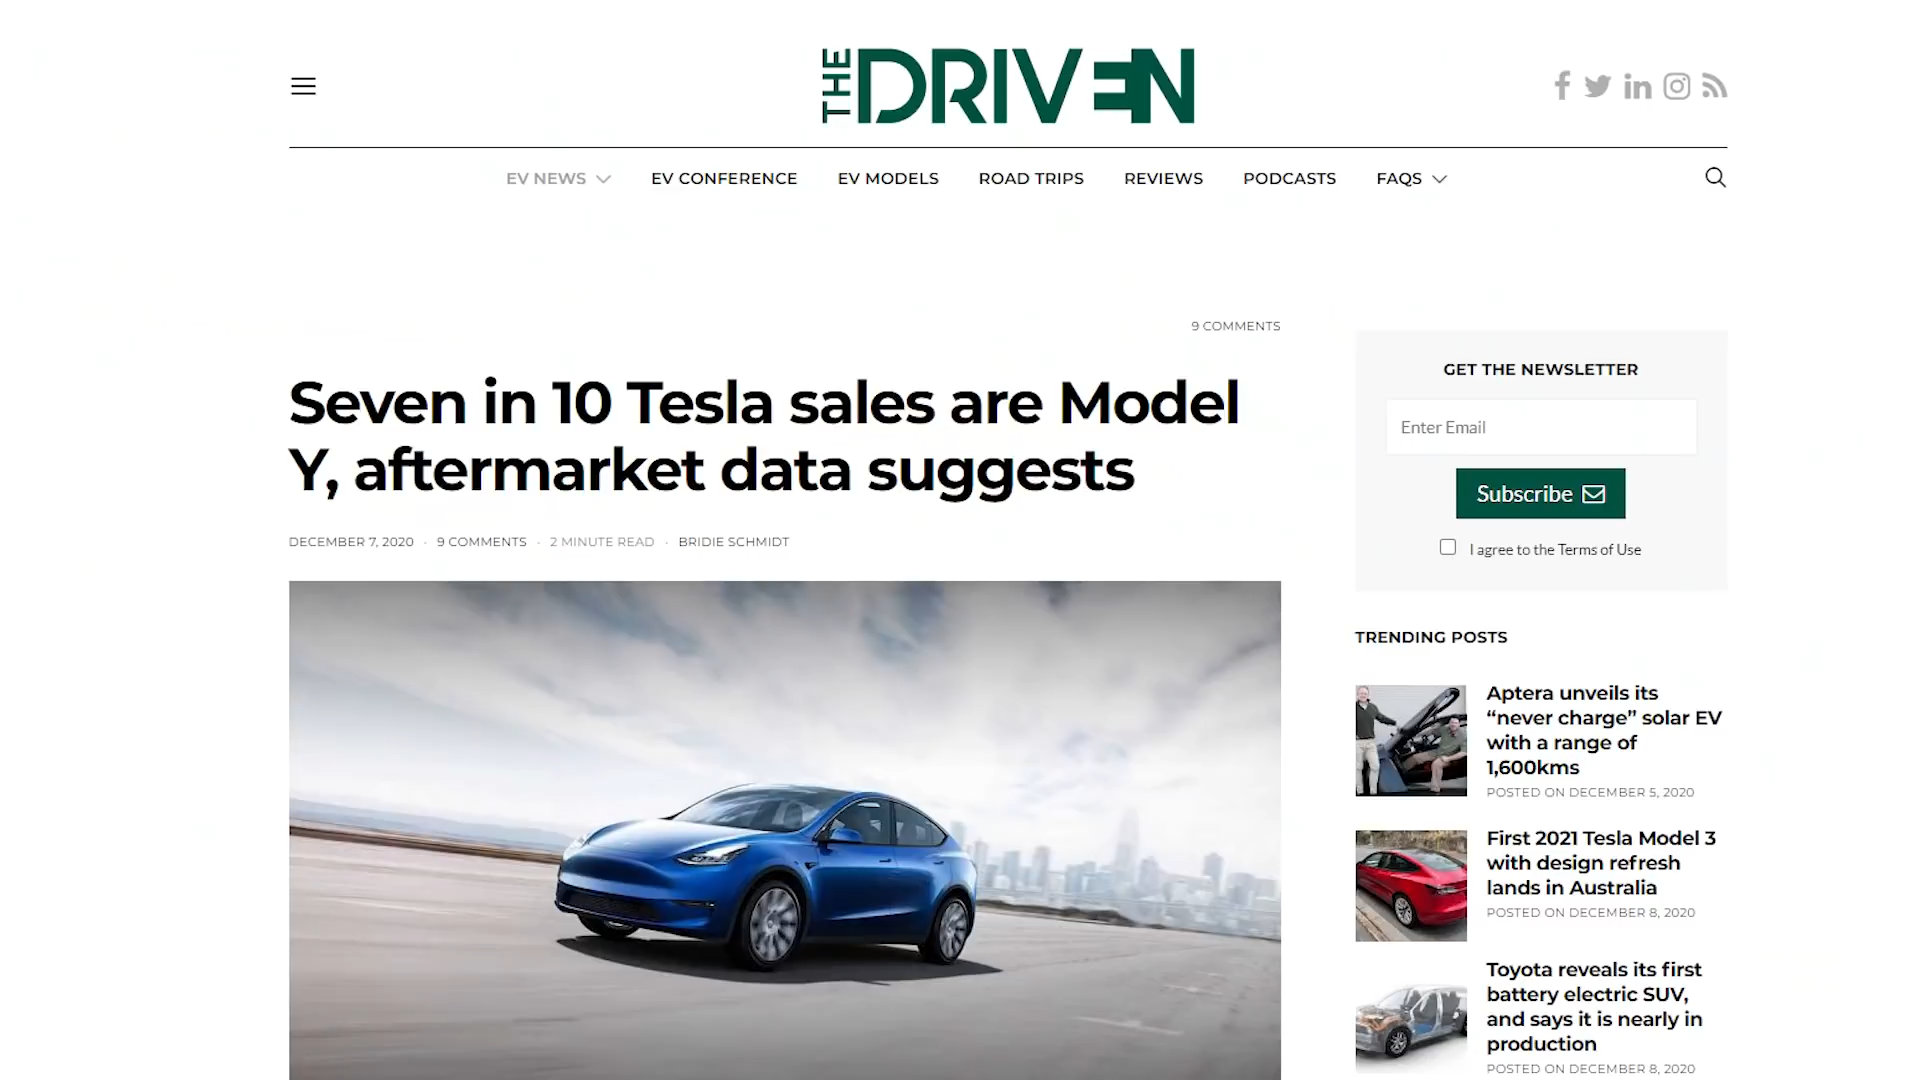 THE DRIVEN
EV NEWS EV CONFERENCE EV MODELS ROAD TRIPS REVIEWS PODCASTS FAQS
9 COMMENTS
Seven in 10 Tesla sales are Model
Y, aftermarket data suggests
DECEMBER 7, 2020 · 9 COMMENTS · 2 MINUTE READ · BRIDIE SCHMIDT
GET THE NEWSLETTER
Enter Email
Subscribe
I agree to the Terms of Use
TRENDING POSTS
Aptera unveils its
“never charge” solar EV
with a range of
1,600kms
POSTED ON DECEMBER 5, 2020
First 2021 Tesla Model 3
with design refresh
lands in Australia
POSTED ON DECEMBER 8, 2020
Toyota reveals its first
battery electric SUV,
and says it is nearly in
production
POSTED ON DECEMBER 8, 2020